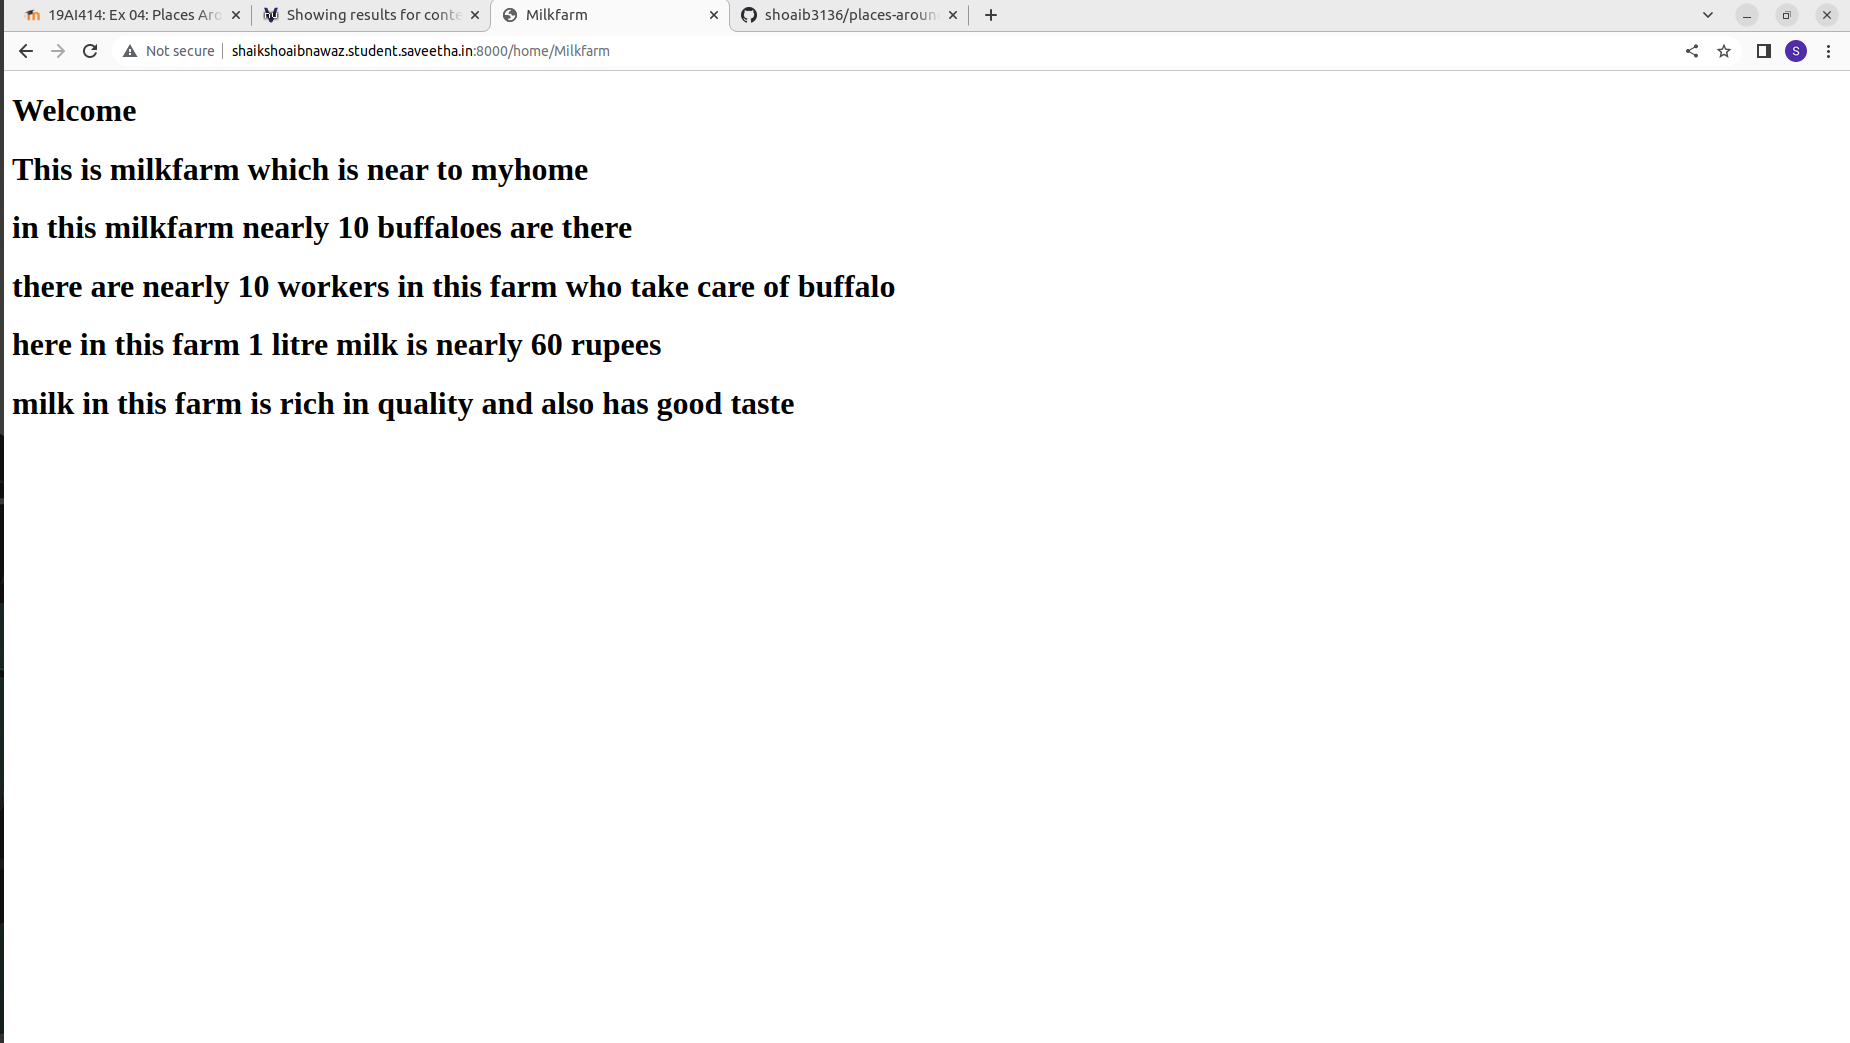 19AI414: Ex 04: Places Aro
Showing results for conte
Milkfarm
shoaib3136/places-aroun
Not secure
shaikshoaibnawaz.student.saveetha.in:8000/home/Milkfarm
S
Welcome
This is milkfarm which is near to myhome
in this milkfarm nearly 10 buffaloes are there
there are nearly 10 workers in this farm who take care of buffalo
here in this farm 1 litre milk is nearly 60 rupees
milk in this farm is rich in quality and also has good taste